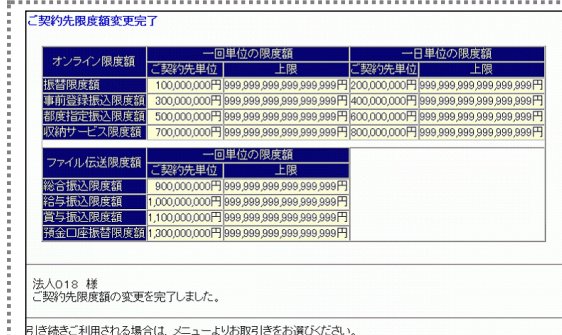 ご契約先限度額変更完了
オンライン限度額 一回単位の限度額 一日単位の限度額
ご契約先単位 上限 ご契約先単位 上限
振替限度額 100,000,000円 999,999,999,999,999,999円 200,000,000円 999,999,999,999,999,999円
事前登録振込限度額 300,000,000円 999,999,999,999,999,999円 400,000,000円 999,999,999,999,999,999円
都度指定振込限度額 500,000,000円 999,999,999,999,999,999円 600,000,000円 999,999,999,999,999,999円
収納サービス限度額 700,000,000円 999,999,999,999,999,999円 800,000,000円 999,999,999,999,999,999円
ファイル伝送限度額 一回単位の限度額
ご契約先単位 上限
総合振込限度額 900,000,000円 999,999,999,999,999,999円
給与振込限度額 1,000,000,000円 999,999,999,999,999,999円
賞与振込限度額 1,100,000,000円 999,999,999,999,999,999円
預金口座振替限度額 1,300,000,000円 999,999,999,999,999,999円
法人018 様
ご契約先限度額の変更を完了しました。
引き続きご利用される場合は、メニューよりお取引きをお選びください。